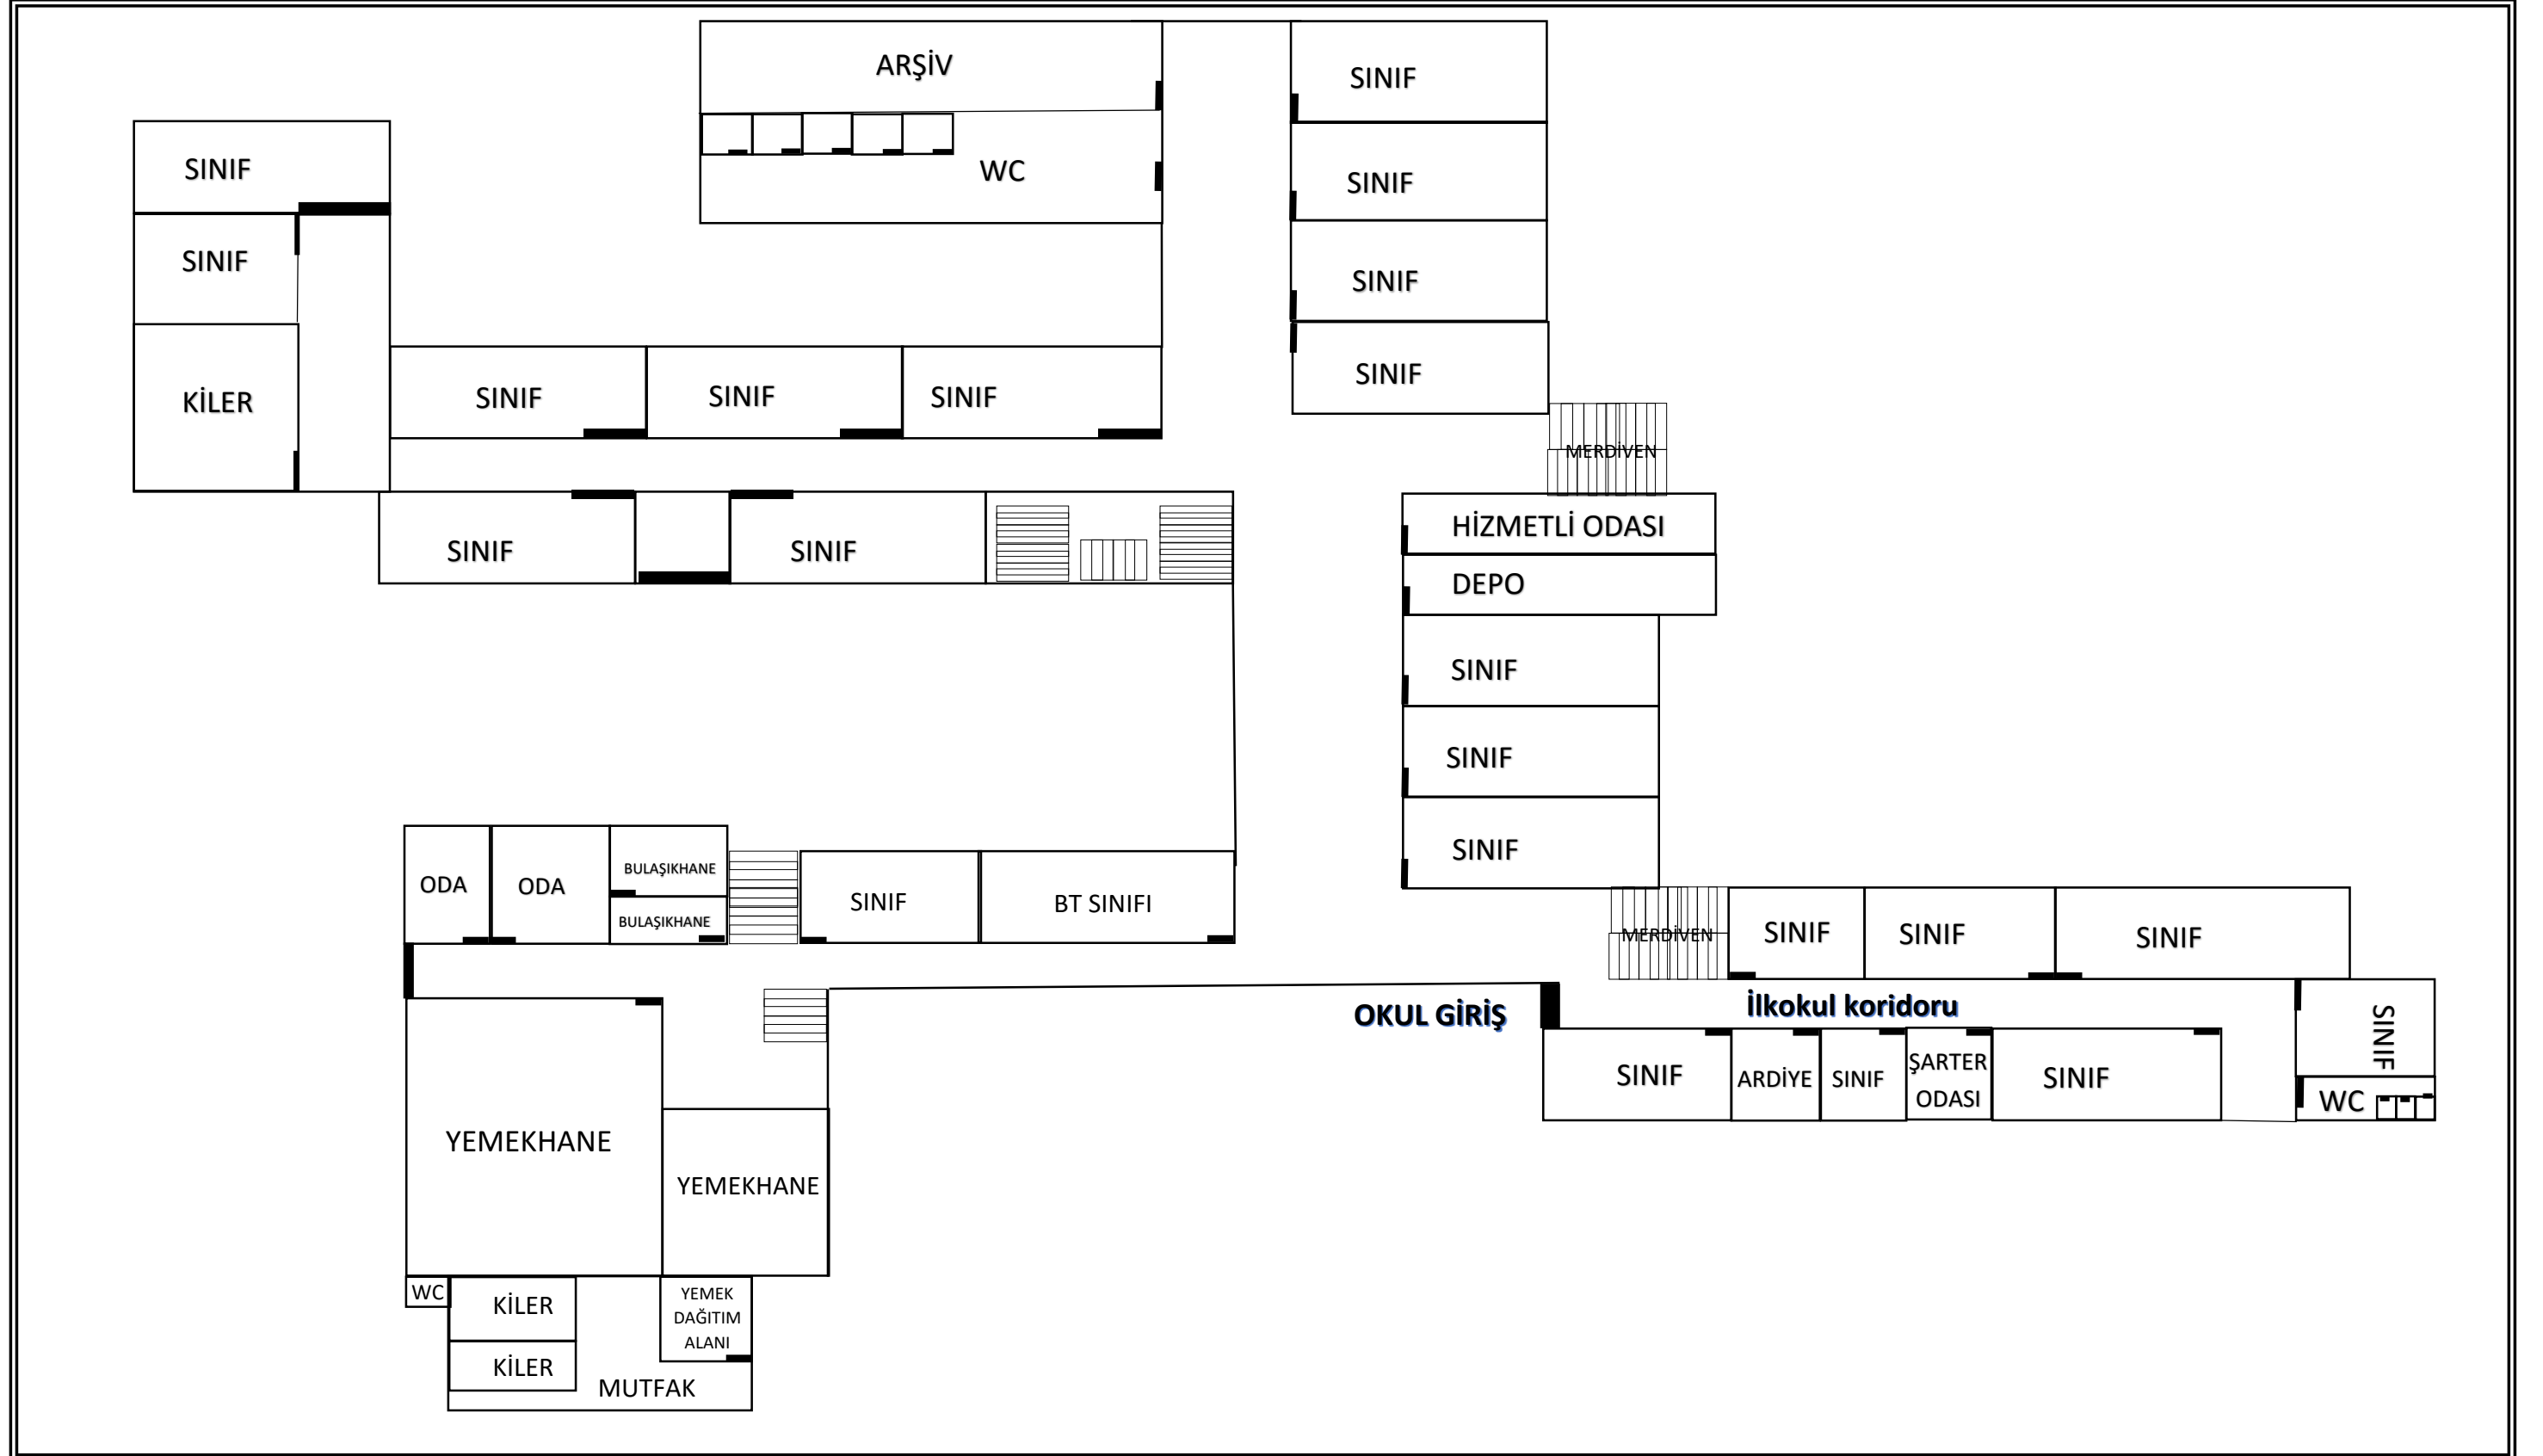 ARŞİV
SINIF
SINIF
WC
SINIF
SINIF
SINIF
SINIF
KİLER
SINIF
SINIF
SINIF
SINIF
MERDİVEN
SINIF
SINIF
HİZMETLİ ODASI
DEPO
SINIF
SINIF
SINIF
ODA
ODA
BULAŞIKHANE
BULAŞIKHANE
SINIF
BT SINIFI
MERDİVEN
SINIF
SINIF
SINIF
OKUL GİRİŞ
İlkokul koridoru
SINIF
SINIF
ARDİYE
SINIF
ŞARTER
ODASI
SINIF
WC
YEMEKHANE
YEMEKHANE
WC
KİLER
YEMEK
DAĞITIM
ALANI
KİLER
MUTFAK